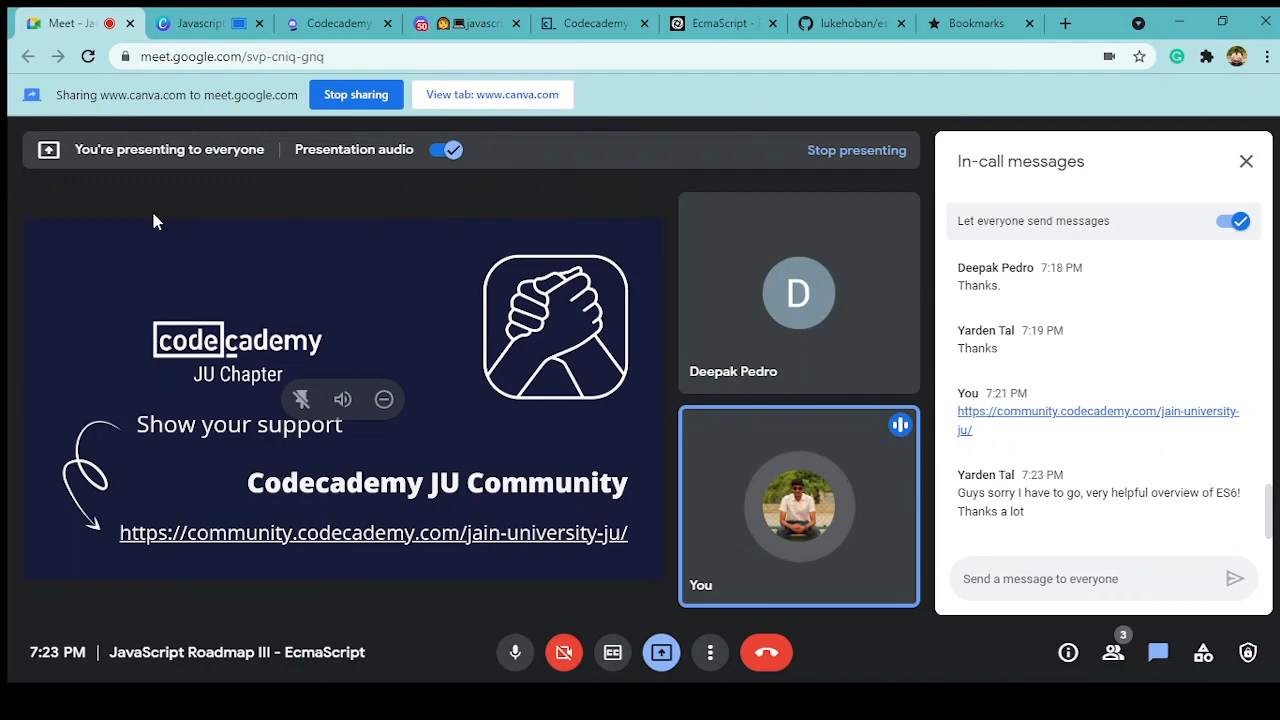 Meet - Ja
Javascript
Codecademy
50
javascr
Codecademy
EcmaScript - F
lukehoban/es
Bookmarks
meet.google.com/svp-cniq-gnq
Sharing www.canva.com to meet.google.com
Stop sharing
View tab: www.canva.com
You're presenting to everyone
Presentation audio
Stop presenting
codecademy
JU Chapter
Show your support
Codecademy JU Community
https://community.codecademy.com/jain-university-ju/
D
Deepak Pedro
You
In-call messages
Let everyone send messages
Deepak Pedro 7:18 PM
Thanks.
Yarden Tal 7:19 PM
Thanks
You 7:21 PM
https://community.codecademy.com/jain-university-
ju/
Yarden Tal 7:23 PM
Guys sorry I have to go, very helpful overview of ES6!
Thanks a lot
Send a message to everyone
7:23 PM | JavaScript Roadmap III - EcmaScript
3